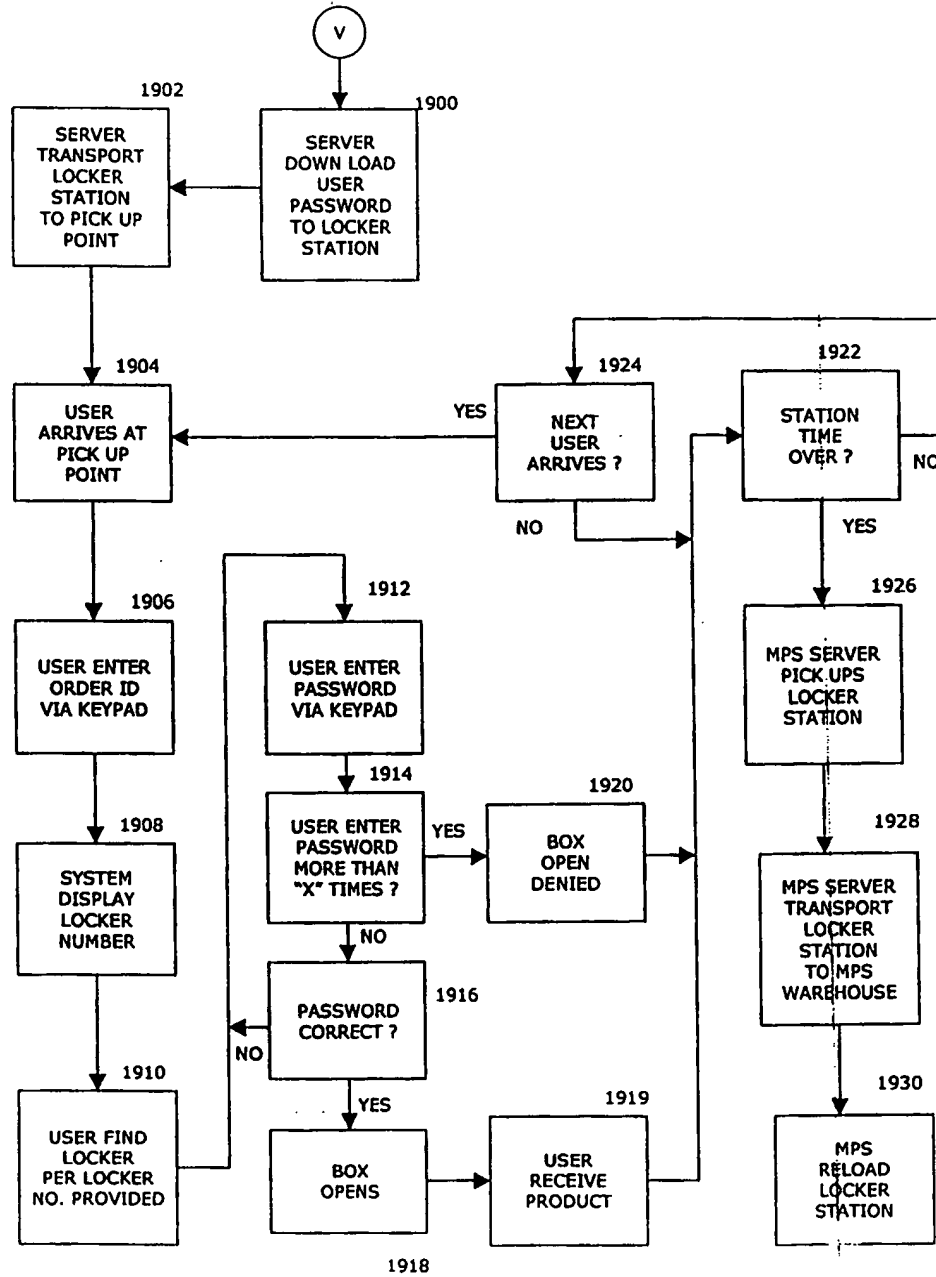 V
1902
1900
SERVER
TRANSPORT
LOCKER
STATION
TO PICK UP
POINT
SERVER
DOWN LOAD
USER
PASSWORD
TO LOCKER
STATION
1904
USER
ARRIVES AT
PICK UP
POINT
YES
1924
NEXT
USER
ARRIVES ?
NO
1922
STATION
TIME
OVER ?
NO
YES
1906
USER ENTER
ORDER ID
VIA KEYPAD
1912
USER ENTER
PASSWORD
VIA KEYPAD
1926
MPS SERVER
PICK UPS
LOCKER
STATION
1908
SYSTEM
DISPLAY
LOCKER
NUMBER
1914
USER ENTER
PASSWORD
MORE THAN
"X" TIMES ?
YES
NO
1920
BOX
OPEN
DENIED
1928
MPS SERVER
TRANSPORT
LOCKER
STATION
TO MPS
WAREHOUSE
1916
PASSWORD
CORRECT ?
NO
YES
1910
USER FIND
LOCKER
PER LOCKER
NO. PROVIDED
BOX
OPENS
1918
1919
USER
RECEIVE
PRODUCT
1930
MPS
RELOAD
LOCKER
STATION